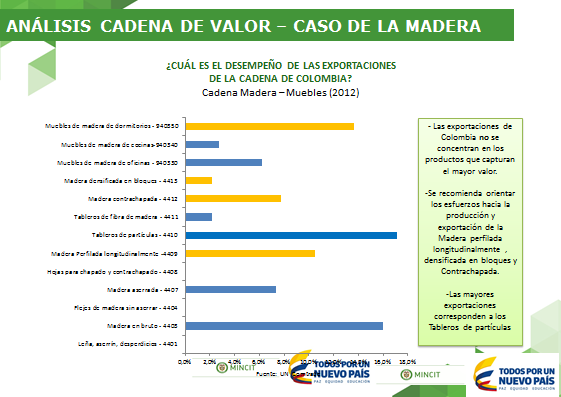 ANÁLISIS CADENA DE VALOR – CASO DE LA MADERA
¿CUÁL ES EL DESEMPEÑO DE LAS EXPORTACIONES
DE LA CADENA DE COLOMBIA?
Cadena Madera – Muebles (2012)
Muebles de madera de dormitorios - 940350
Muebles de madera de cocinas-940340
Muebles de madera de oficinas - 940330
Madera densificada en bloques - 4413
Madera contrachapada - 4412
Tableros de fibra de madera - 4411
Tableros de partículas - 4410
Madera Perfilada longitudinalmente -4409
Hojas para chapado y contrachapado - 4408
Madera aserrada - 4407
Flejes de madera sin aserrar - 4404
Madera en bruto - 4403
Leña, aserrín, desperdicios - 4401
0,0% 2,0% 4,0% 6,0% 8,0% 10,0% 12,0% 14,0% 16,0% 18,0%
- Las exportaciones de
Colombia no se
concentran en los
productos que capturan
el mayor valor.
-Se recomienda orientar
los esfuerzos hacia la
producción y
exportación de la
Madera perfilada
longitudinalmente ,
densificada en bloques y
Contrachapada.
-Las mayores
exportaciones
corresponden a los
Tableros de partículas
Fuente: UN
MINCIT
TODOS POR UN
NUEVO PAÍS
PAZ EQUIDAD EDUCACIÓN
MINCIT
TODOS POR UN
NUEVO PAÍS
PAZ EQUIDAD EDUCACIÓN